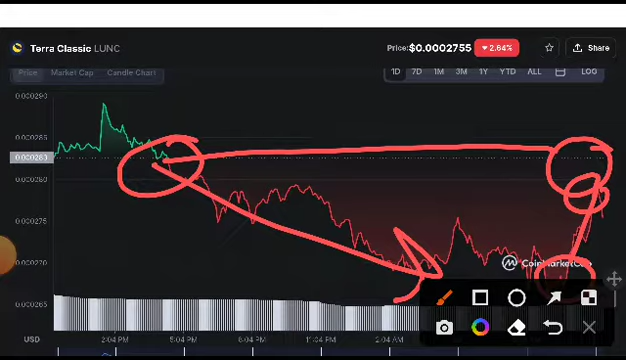 Terra Classic LUNC Price: $0.0002755 ▼2.64% Share
Price Market Cap Candle Chart 1D 7D 1M 3M 1Y YTD ALL LOG
0.000290
0.000285
0.000283
0.000280
0.000275
0.000270
CoinMarketCap
0.000265
USD 2:04 PM 5:04 PM 8:04 PM 11:04 PM 2:04 AM